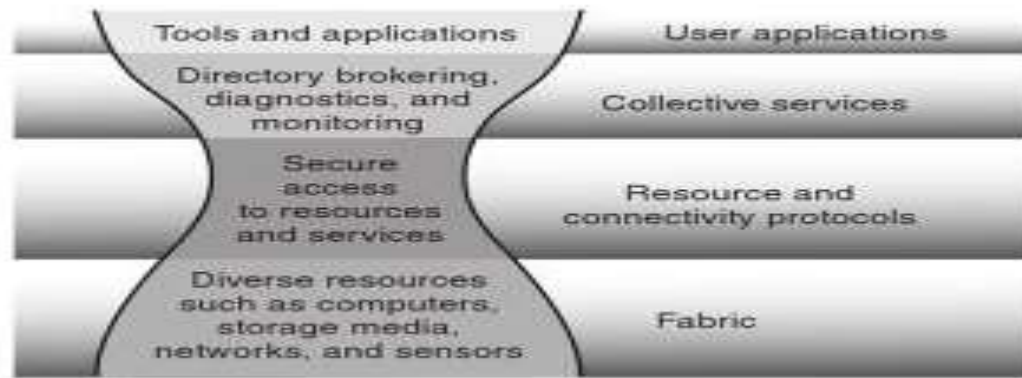 Tools and applications
User applications
Directory brokering,
diagnostics, and
monitoring
Collective services
Secure
access
to resources
and services
Resource and
connectivity protocols
Diverse resources
such as computers,
storage media,
networks, and sensors
Fabric